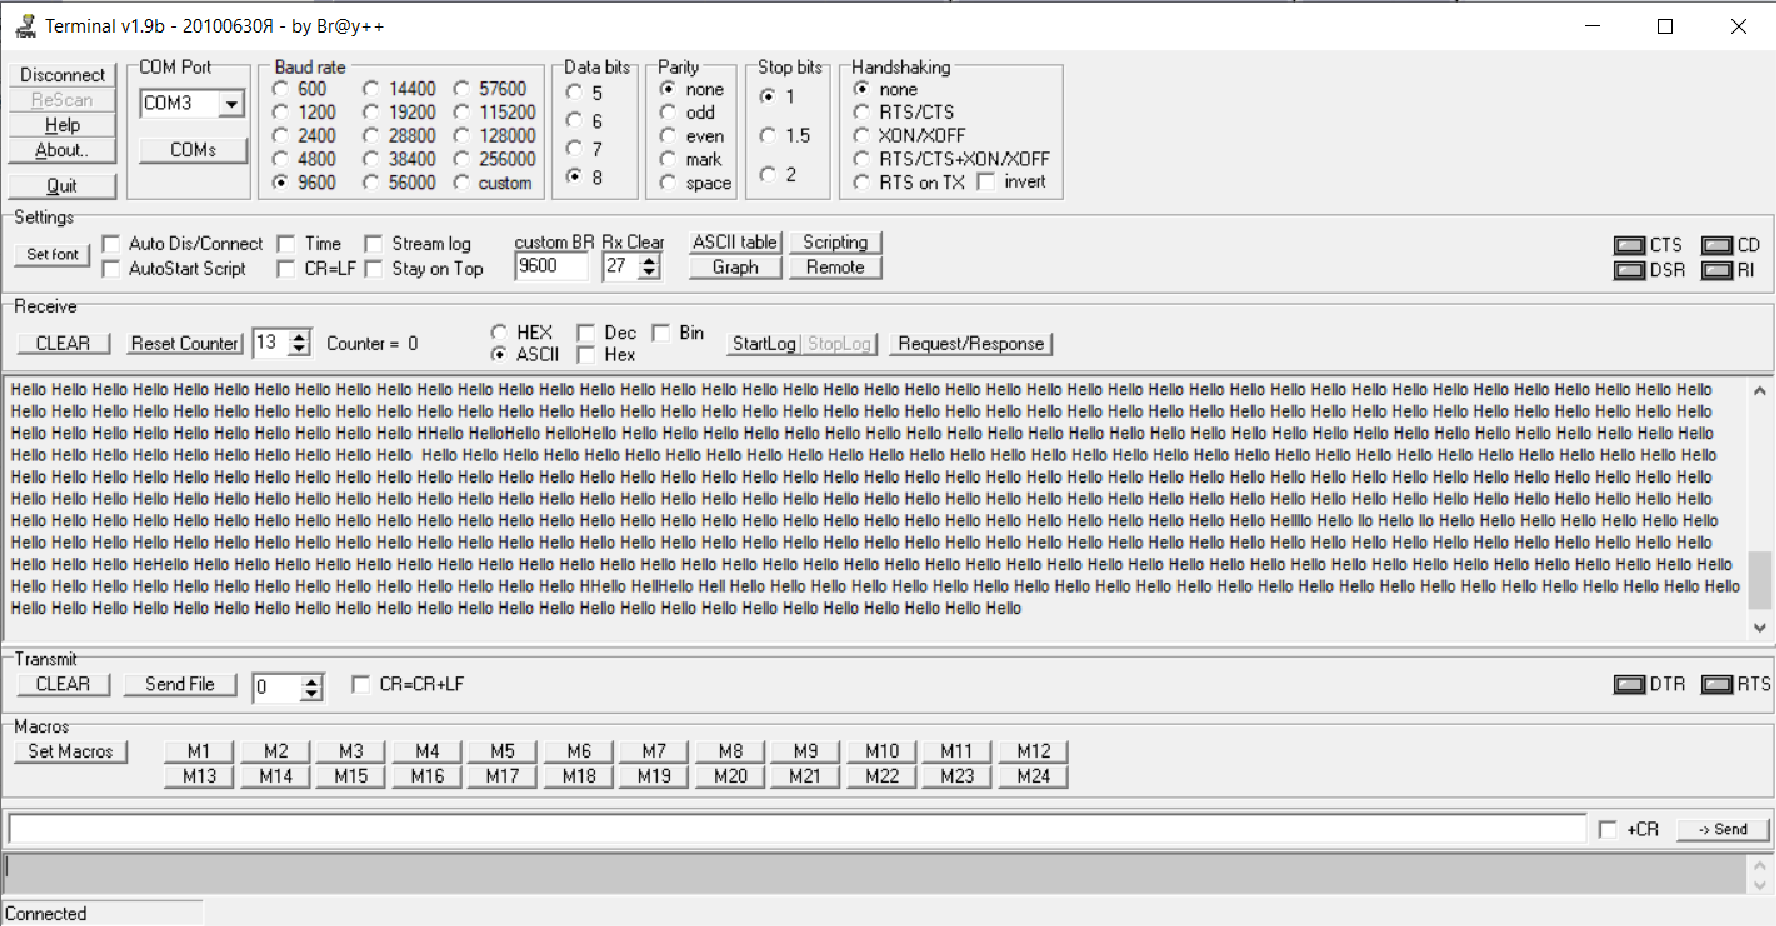 Terminal v1.9b - 20100630Я - by Br@y++
Disconnect
ReScan
Help
About..
Quit
COM Port
COM3
COMs
Baud rate
600 14400 57600
1200 19200 115200
2400 28800 128000
4800 38400 256000
9600 56000 custom
Data bits
5
6
7
8
Parity
none
odd
even
mark
space
Stop bits
1
1.5
2
Handshaking
none
RTS/CTS
XON/XOFF
RTS/CTS+XON/XOFF
RTS on TX invert
Settings
Set font
Auto Dis/Connect Time Stream log
AutoStart Script CR=LF Stay on Top
custom BR Rx Clear
9600 27
ASCII table Scripting
Graph Remote
CTS CD
DSR RI
Receive
CLEAR Reset Counter 13 Counter = 0
HEX Dec Bin
ASCII Hex
StartLog StopLog Request/Response
Hello Hello Hello Hello Hello Hello Hello Hello Hello Hello Hello Hello Hello Hello Hello Hello Hello Hello Hello Hello Hello Hello Hello Hello Hello Hello Hello Hello Hello Hello Hello Hello Hello Hello Hello Hello Hello Hello Hello Hello Hello Hello
Hello Hello Hello Hello Hello Hello Hello Hello Hello Hello Hello Hello Hello Hello Hello Hello Hello Hello Hello Hello Hello Hello Hello Hello Hello Hello Hello Hello Hello Hello Hello Hello Hello Hello Hello Hello Hello Hello Hello Hello Hello Hello
Hello Hello Hello Hello Hello Hello Hello Hello Hello Hello HHello HelloHello HelloHello Hello Hello Hello Hello Hello Hello Hello Hello Hello Hello Hello Hello Hello Hello Hello Hello Hello Hello Hello Hello Hello Hello Hello Hello Hello Hello
Hello Hello Hello Hello Hello Hello Hello Hello Hello Hello  Hello Hello Hello Hello Hello Hello Hello Hello Hello Hello Hello Hello Hello Hello Hello Hello Hello Hello Hello Hello Hello Hello Hello Hello Hello Hello Hello Hello Hello Hello Hello Hello
Hello Hello Hello Hello Hello Hello Hello Hello Hello Hello Hello Hello Hello Hello Hello Hello Hello Hello Hello Hello Hello Hello Hello Hello Hello Hello Hello Hello Hello Hello Hello Hello Hello Hello Hello Hello Hello Hello Hello Hello Hello Hello
Hello Hello Hello Hello Hello Hello Hello Hello Hello Hello Hello Hello Hello Hello Hello Hello Hello Hello Hello Hello Hello Hello Hello Hello Hello Hello Hello Hello Hello Hello Hello Hello Hello Hello Hello Hello Hello Hello Hello Hello Hello Hello
Hello Hello Hello Hello Hello Hello Hello Hello Hello Hello Hello Hello Hello Hello Hello Hello Hello Hello Hello Hello Hello Hello Hello Hello Hello Hello Hello Hello Hello Hello Hello Hellllo Hello llo Hello llo Hello Hello Hello Hello Hello Hello Hello
Hello Hello Hello Hello Hello Hello Hello Hello Hello Hello Hello Hello Hello Hello Hello Hello Hello Hello Hello Hello Hello Hello Hello Hello Hello Hello Hello Hello Hello Hello Hello Hello Hello Hello Hello Hello Hello Hello Hello Hello Hello Hello
Hello Hello Hello HeHello Hello Hello Hello Hello Hello Hello Hello Hello Hello Hello Hello Hello Hello Hello Hello Hello Hello Hello Hello Hello Hello Hello Hello Hello Hello Hello Hello Hello Hello Hello Hello Hello Hello Hello Hello Hello Hello Hello
Hello Hello Hello Hello Hello Hello Hello Hello Hello Hello Hello Hello Hello Hello HHello HellHello Hell Hello Hello Hello Hello Hello Hello Hello Hello Hello Hello Hello Hello Hello Hello Hello Hello Hello Hello Hello Hello Hello Hello Hello Hello Hello
Hello Hello Hello Hello Hello Hello Hello Hello Hello Hello Hello Hello Hello Hello Hello Hello Hello Hello Hello Hello Hello Hello Hello Hello Hello
Transmit
CLEAR Send File 0 CR=CR+LF DTR RTS
Macros
Set Macros M1 M2 M3 M4 M5 M6 M7 M8 M9 M10 M11 M12
M13 M14 M15 M16 M17 M18 M19 M20 M21 M22 M23 M24
+CR -> Send
Connected